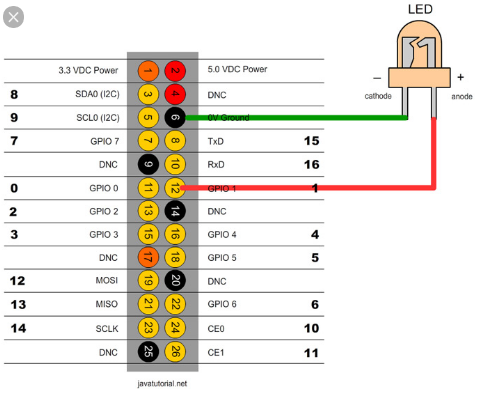 LED
3.3 VDC Power 1 2 5.0 VDC Power
− +
cathode anode
8 SDA0 (I2C) 3 4 DNC
9 SCL0 (I2C) 5 6 0V Ground
7 GPIO 7 7 8 TxD 15
DNC 9 10 RxD 16
0 GPIO 0 11 12 GPIO 1 1
2 GPIO 2 13 14 DNC
3 GPIO 3 15 16 GPIO 4 4
DNC 17 18 GPIO 5 5
12 MOSI 19 20 DNC
13 MISO 21 22 GPIO 6 6
14 SCLK 23 24 CE0 10
DNC 25 26 CE1 11
javatutorial.net